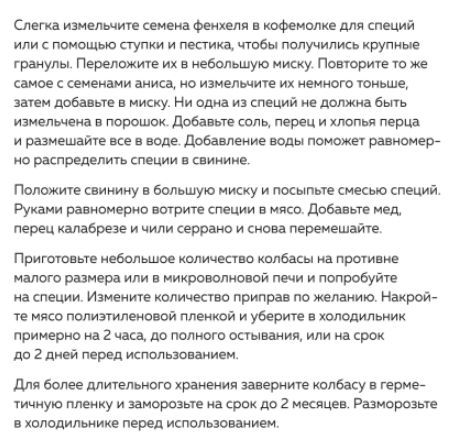 Слегка измельчите семена фенхеля в кофемолке для специй
или с помощью ступки и пестика, чтобы получились крупные
гранулы. Переложите их в небольшую миску. Повторите то же
самое с семенами аниса, но измельчите их немного тоньше,
затем добавьте в миску. Ни одна из специй не должна быть
измельчена в порошок. Добавьте соль, перец и хлопья перца
и размешайте все в воде. Добавление воды поможет равномер-
но распределить специи в свинине.
Положите свинину в большую миску и посыпьте смесью специй.
Руками равномерно вотрите специи в мясо. Добавьте мед,
перец калабрезе и чили серрано и снова перемешайте.
Приготовьте небольшое количество колбасы на противне
малого размера или в микроволновой печи и попробуйте
на специи. Измените количество приправ по желанию. Накрой-
те мясо полиэтиленовой пленкой и уберите в холодильник
примерно на 2 часа, до полного остывания, или на срок
до 2 дней перед использованием.
Для более длительного хранения заверните колбасу в герме-
тичную пленку и заморозьте на срок до 2 месяцев. Разморозьте
в холодильнике перед использованием.